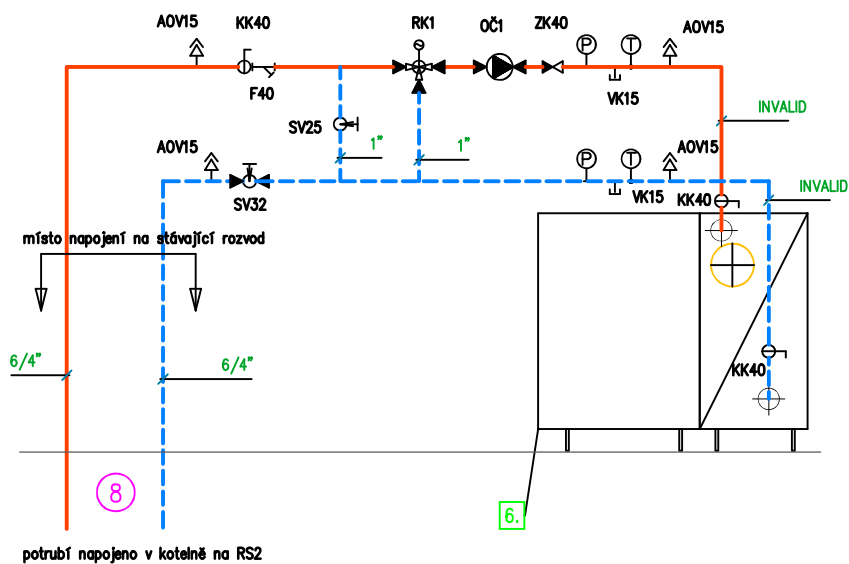 AOV15 KK40 RK1 OČ1 ZK40 AOV15
P T
F40 VK15
INVALID
SV25
1" 1"
AOV15 P T AOV15
INVALID
SV32 VK15 KK40
místo napojení na stávající rozvod
6/4" 6/4"
KK40
8
6.
potrubí napojeno v kotelně na RS2